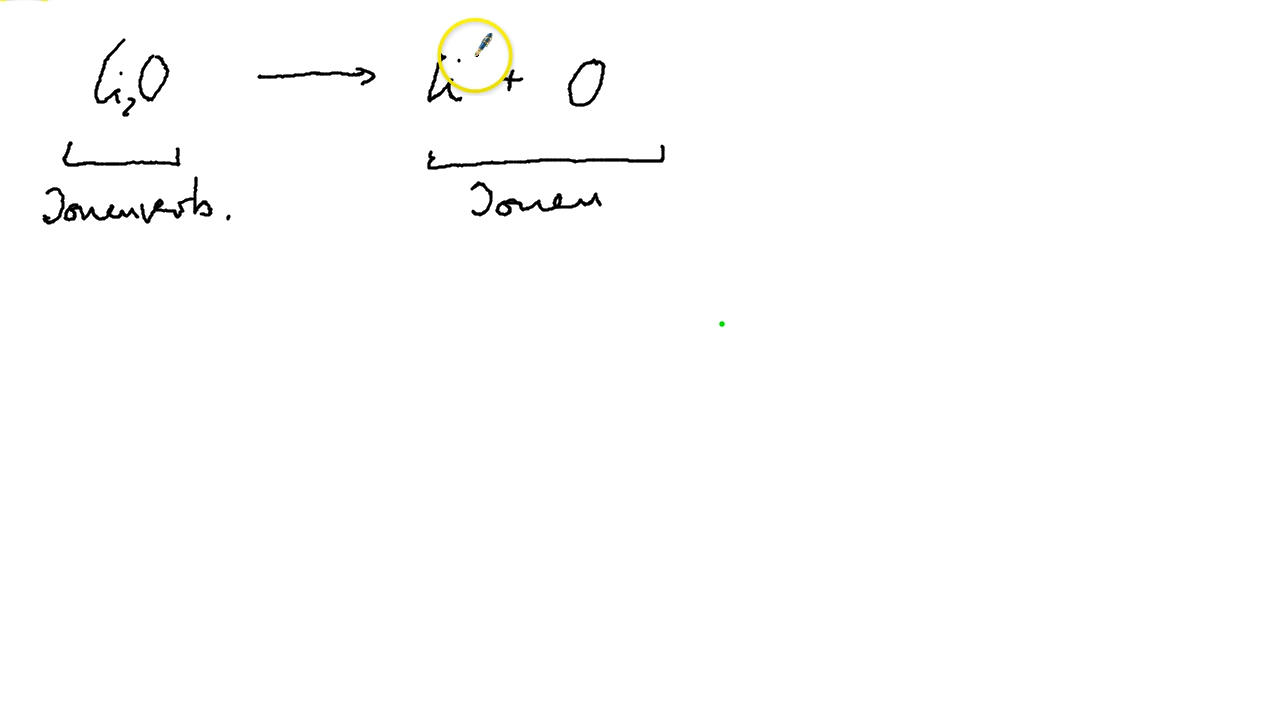 Li₂O → Li + O
Ionenverb. Ionen